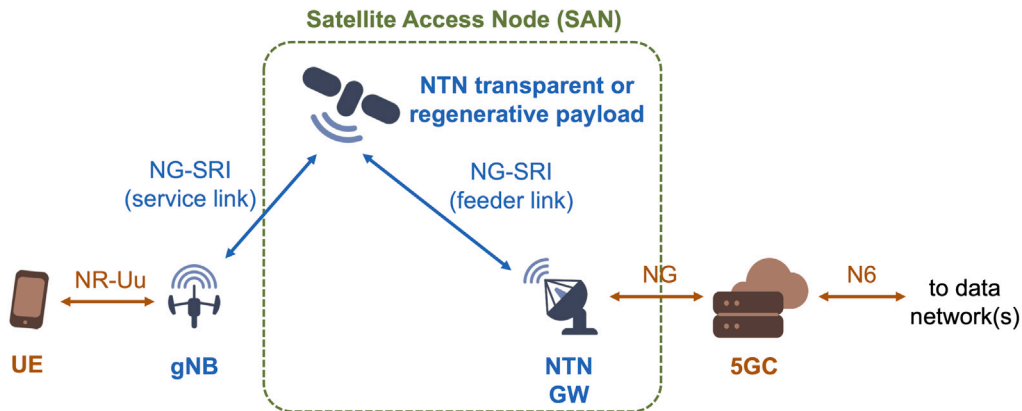 Satellite Access Node (SAN)
NTN transparent or
regenerative payload
NG-SRI
(service link)
NG-SRI
(feeder link)
NR-Uu
NG
N6
to data
network(s)
UE
gNB
NTN
GW
5GC